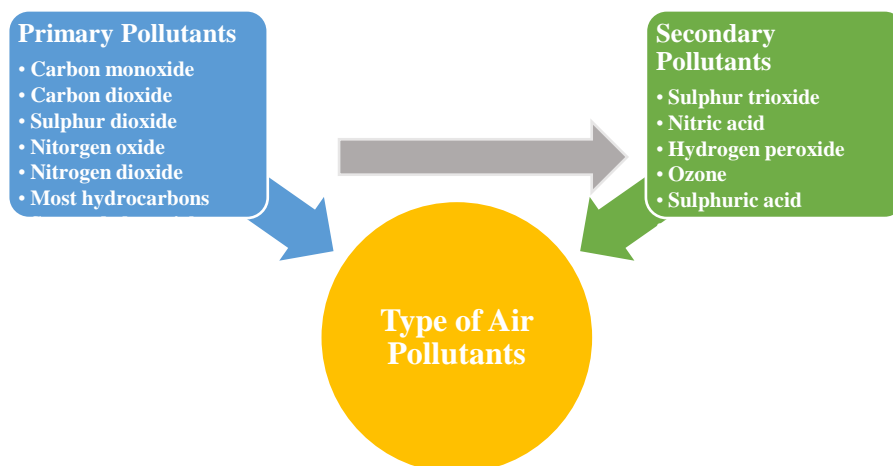 Primary Pollutants
• Carbon monoxide
• Carbon dioxide
• Sulphur dioxide
• Nitorgen oxide
• Nitrogen dioxide
• Most hydrocarbons
Secondary
Pollutants
• Sulphur trioxide
• Nitric acid
• Hydrogen peroxide
• Ozone
• Sulphuric acid
Type of Air
Pollutants